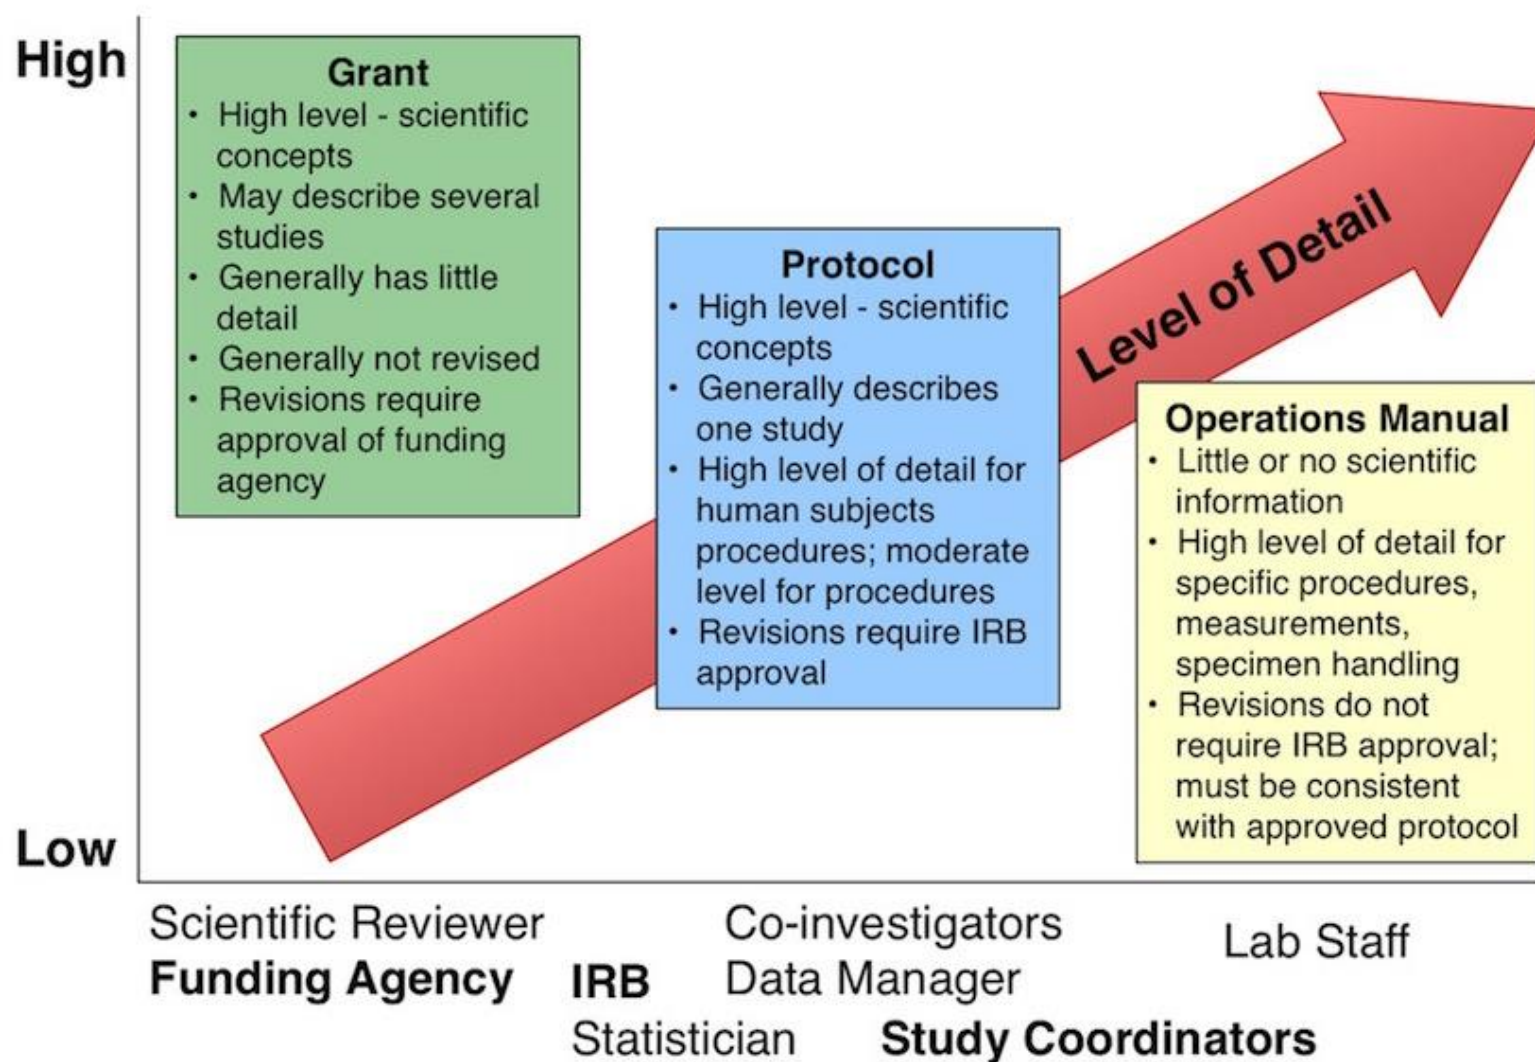 High
Low
Grant
• High level - scientific
concepts
• May describe several
studies
• Generally has little
detail
• Generally not revised
• Revisions require
approval of funding
agency
Protocol
• High level - scientific
concepts
• Generally describes
one study
• High level of detail for
human subjects
procedures; moderate
level for procedures
• Revisions require IRB
approval
Level of Detail
Operations Manual
• Little or no scientific
information
• High level of detail for
specific procedures,
measurements,
specimen handling
• Revisions do not
require IRB approval;
must be consistent
with approved protocol
Scientific Reviewer
Funding Agency
IRB
Statistician
Co-investigators
Data Manager
Study Coordinators
Lab Staff